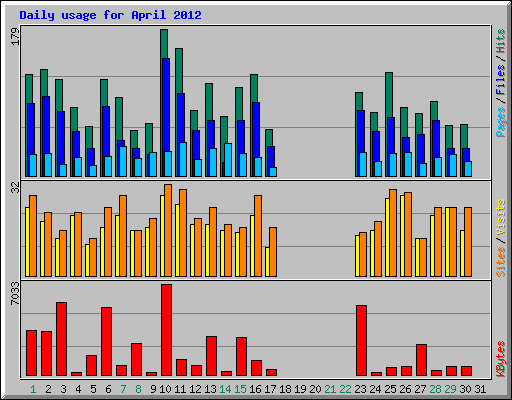 Daily usage for April 2012
179
Pages/Files/Hits
32
Sites/Visits
7033
KBytes
1 2 3 4 5 6 7 8 9 10 11 12 13 14 15 16 17 18 19 20 21 22 23 24 25 26 27 28 29 30 31